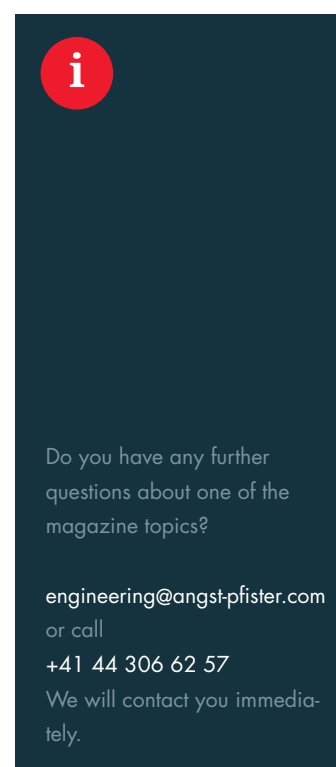 i
Do you have any further
questions about one of the
magazine topics?
engineering@angst-pfister.com
or call
+41 44 306 62 57
We will contact you immedia-
tely.